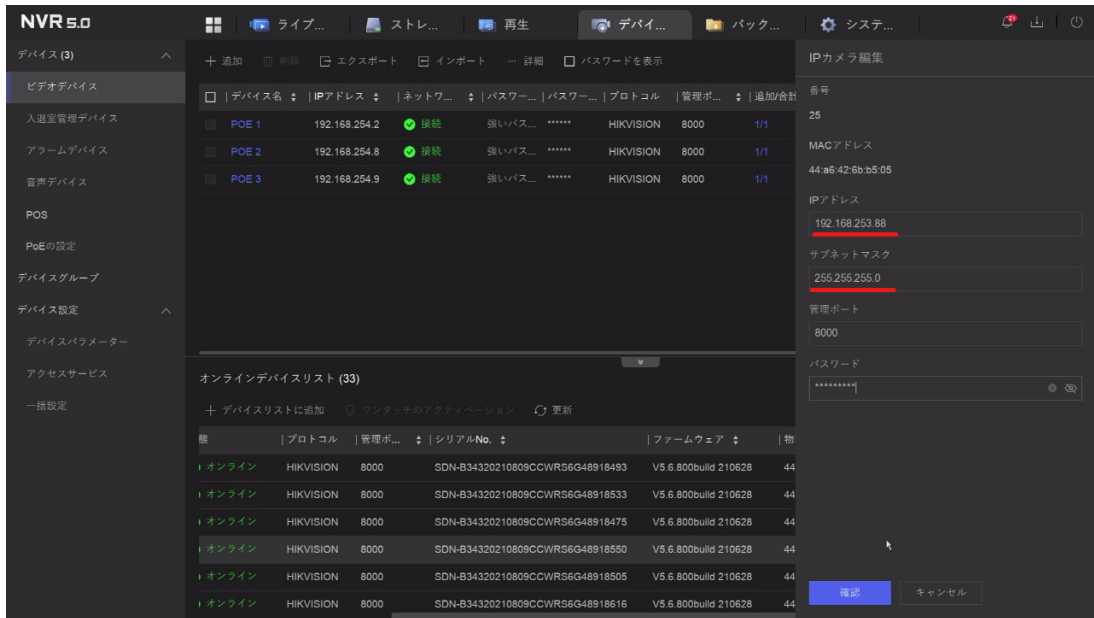 NVR 5.0
ライブ...
ストレ...
再生
デバイ...
バック...
システ...
デバイス (3)
ビデオデバイス
入退室管理デバイス
アラームデバイス
音声デバイス
POS
PoEの設定
デバイスグループ
デバイス設定
デバイスパラメーター
アクセスサービス
一括設定
追加 削除 エクスポート インポート ... 詳細 パスワードを表示
デバイス名 IPアドレス ネットワ... パスワー... パスワー... プロトコル 管理ポ... 追加/合計
POE 1 192.168.254.2 接続 強いパス... ****** HIKVISION 8000 1/1
POE 2 192.168.254.8 接続 強いパス... ****** HIKVISION 8000 1/1
POE 3 192.168.254.9 接続 強いパス... ****** HIKVISION 8000 1/1
オンラインデバイスリスト (33)
デバイスリストに追加 ワンタッチのアクティベーション 更新
態 プロトコル 管理ポ... シリアルNo. ファームウェア 物
オンライン HIKVISION 8000 SDN-B34320210809CCWRS6G48918493 V5.6.800build 210628 44
オンライン HIKVISION 8000 SDN-B34320210809CCWRS6G48918533 V5.6.800build 210628 44
オンライン HIKVISION 8000 SDN-B34320210809CCWRS6G48918475 V5.6.800build 210628 44
オンライン HIKVISION 8000 SDN-B34320210809CCWRS6G48918550 V5.6.800build 210628 44
オンライン HIKVISION 8000 SDN-B34320210809CCWRS6G48918505 V5.6.800build 210628 44
オンライン HIKVISION 8000 SDN-B34320210809CCWRS6G48918616 V5.6.800build 210628 44
IPカメラ編集
番号
25
MACアドレス
44:a6:42:6b:b5:05
IPアドレス
192.168.253.88
サブネットマスク
255.255.255.0
管理ポート
8000
パスワード
*********
確認 キャンセル